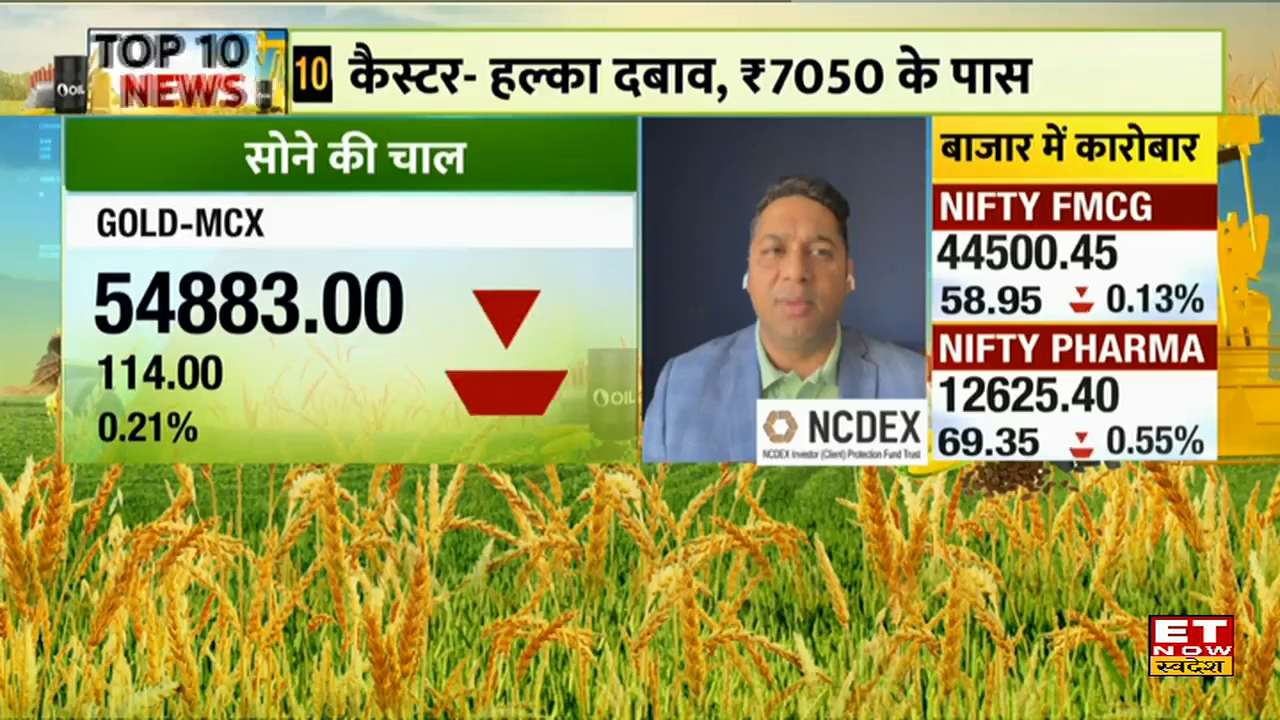 TOP 10
NEWS
10 कैस्टर- हल्का दबाव, ₹7050 के पास
OIL
सोने की चाल
GOLD-MCX
54883.00
114.00
0.21%
OIL
NCDEX
NCDEX Investor (Client) Protection Fund Trust
बाजार में कारोबार
NIFTY FMCG
44500.45
58.95 0.13%
NIFTY PHARMA
12625.40
69.35 0.55%
ET
NOW
स्वदेश